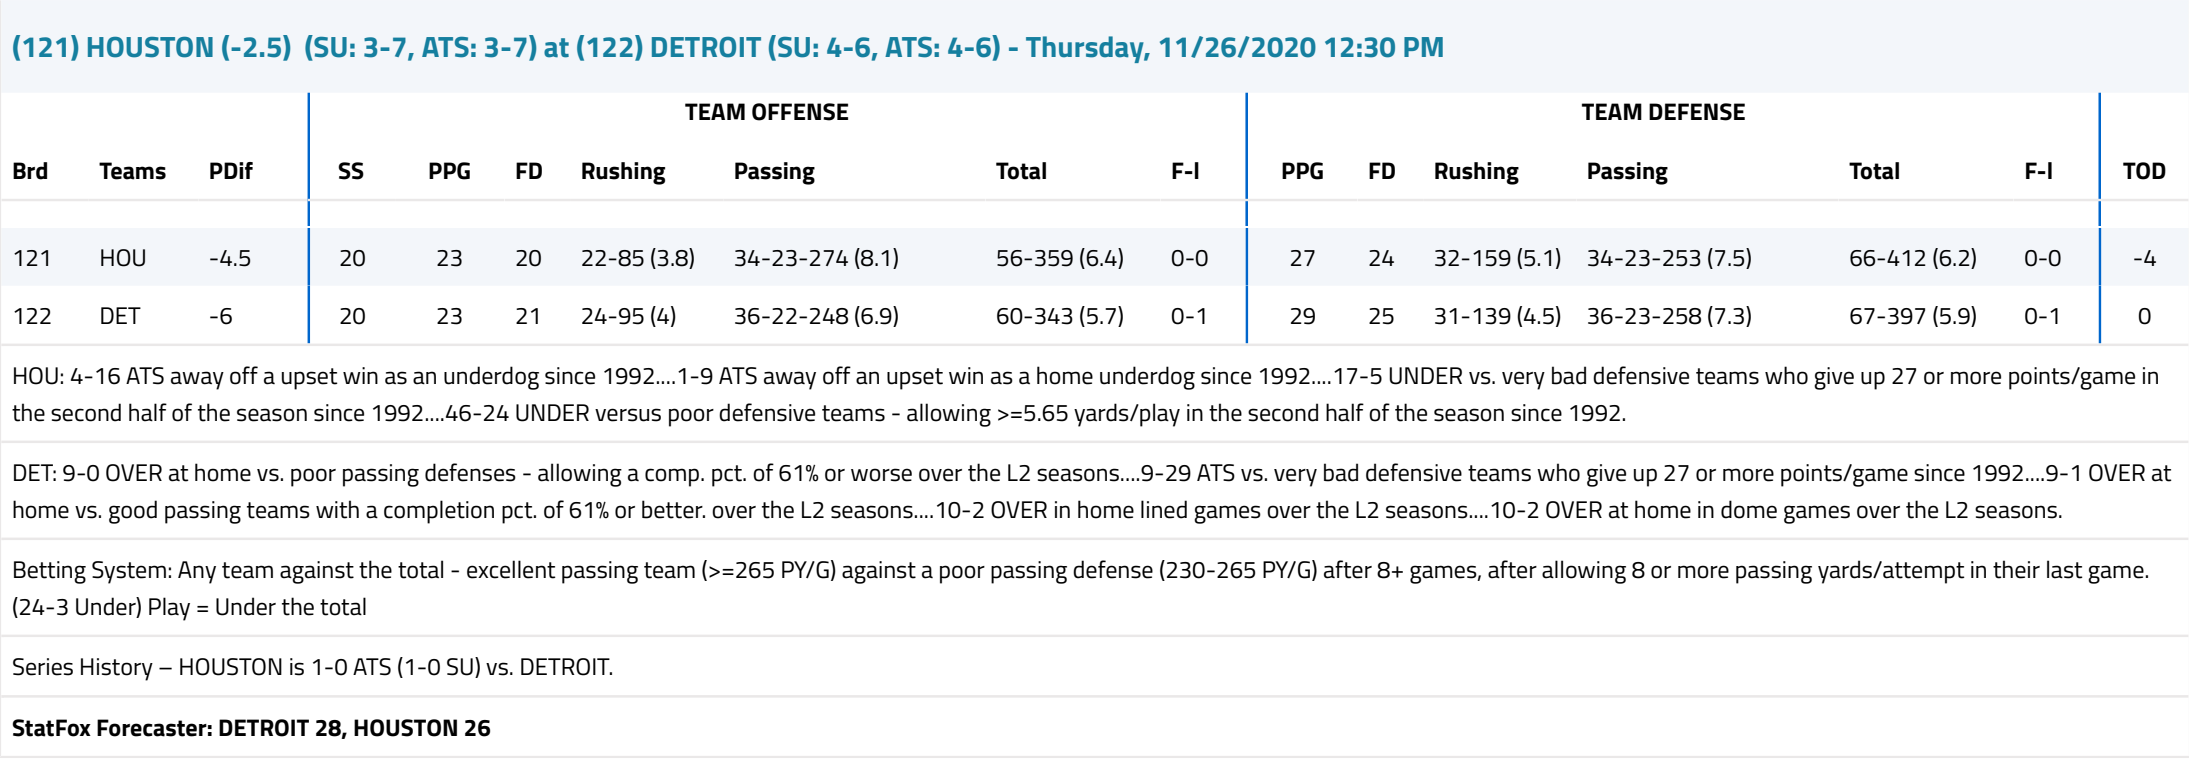 (121) HOUSTON (-2.5) (SU: 3-7, ATS: 3-7) at (122) DETROIT (SU: 4-6, ATS: 4-6) - Thursday, 11/26/2020 12:30 PM
TEAM OFFENSE TEAM DEFENSE
Brd Teams PDif SS PPG FD Rushing Passing Total F-l PPG FD Rushing Passing Total F-l TOD
121 HOU -4.5 20 23 20 22-85 (3.8) 34-23-274 (8.1) 56-359 (6.4) 0-0 27 24 32-159 (5.1) 34-23-253 (7.5) 66-412 (6.2) 0-0 -4
122 DET -6 20 23 21 24-95 (4) 36-22-248 (6.9) 60-343 (5.7) 0-1 29 25 31-139 (4.5) 36-23-258 (7.3) 67-397 (5.9) 0-1 0
HOU: 4-16 ATS away off a upset win as an underdog since 1992....1-9 ATS away off an upset win as a home underdog since 1992....17-5 UNDER vs. very bad defensive teams who give up 27 or more points/game in
the second half of the season since 1992....46-24 UNDER versus poor defensive teams - allowing >=5.65 yards/play in the second half of the season since 1992.
DET: 9-0 OVER at home vs. poor passing defenses - allowing a comp. pct. of 61% or worse over the L2 seasons....9-29 ATS vs. very bad defensive teams who give up 27 or more points/game since 1992....9-1 OVER at
home vs. good passing teams with a completion pct. of 61% or better. over the L2 seasons....10-2 OVER in home lined games over the L2 seasons....10-2 OVER at home in dome games over the L2 seasons.
Betting System: Any team against the total - excellent passing team (>=265 PY/G) against a poor passing defense (230-265 PY/G) after 8+ games, after allowing 8 or more passing yards/attempt in their last game.
(24-3 Under) Play = Under the total
Series History – HOUSTON is 1-0 ATS (1-0 SU) vs. DETROIT.
StatFox Forecaster: DETROIT 28, HOUSTON 26